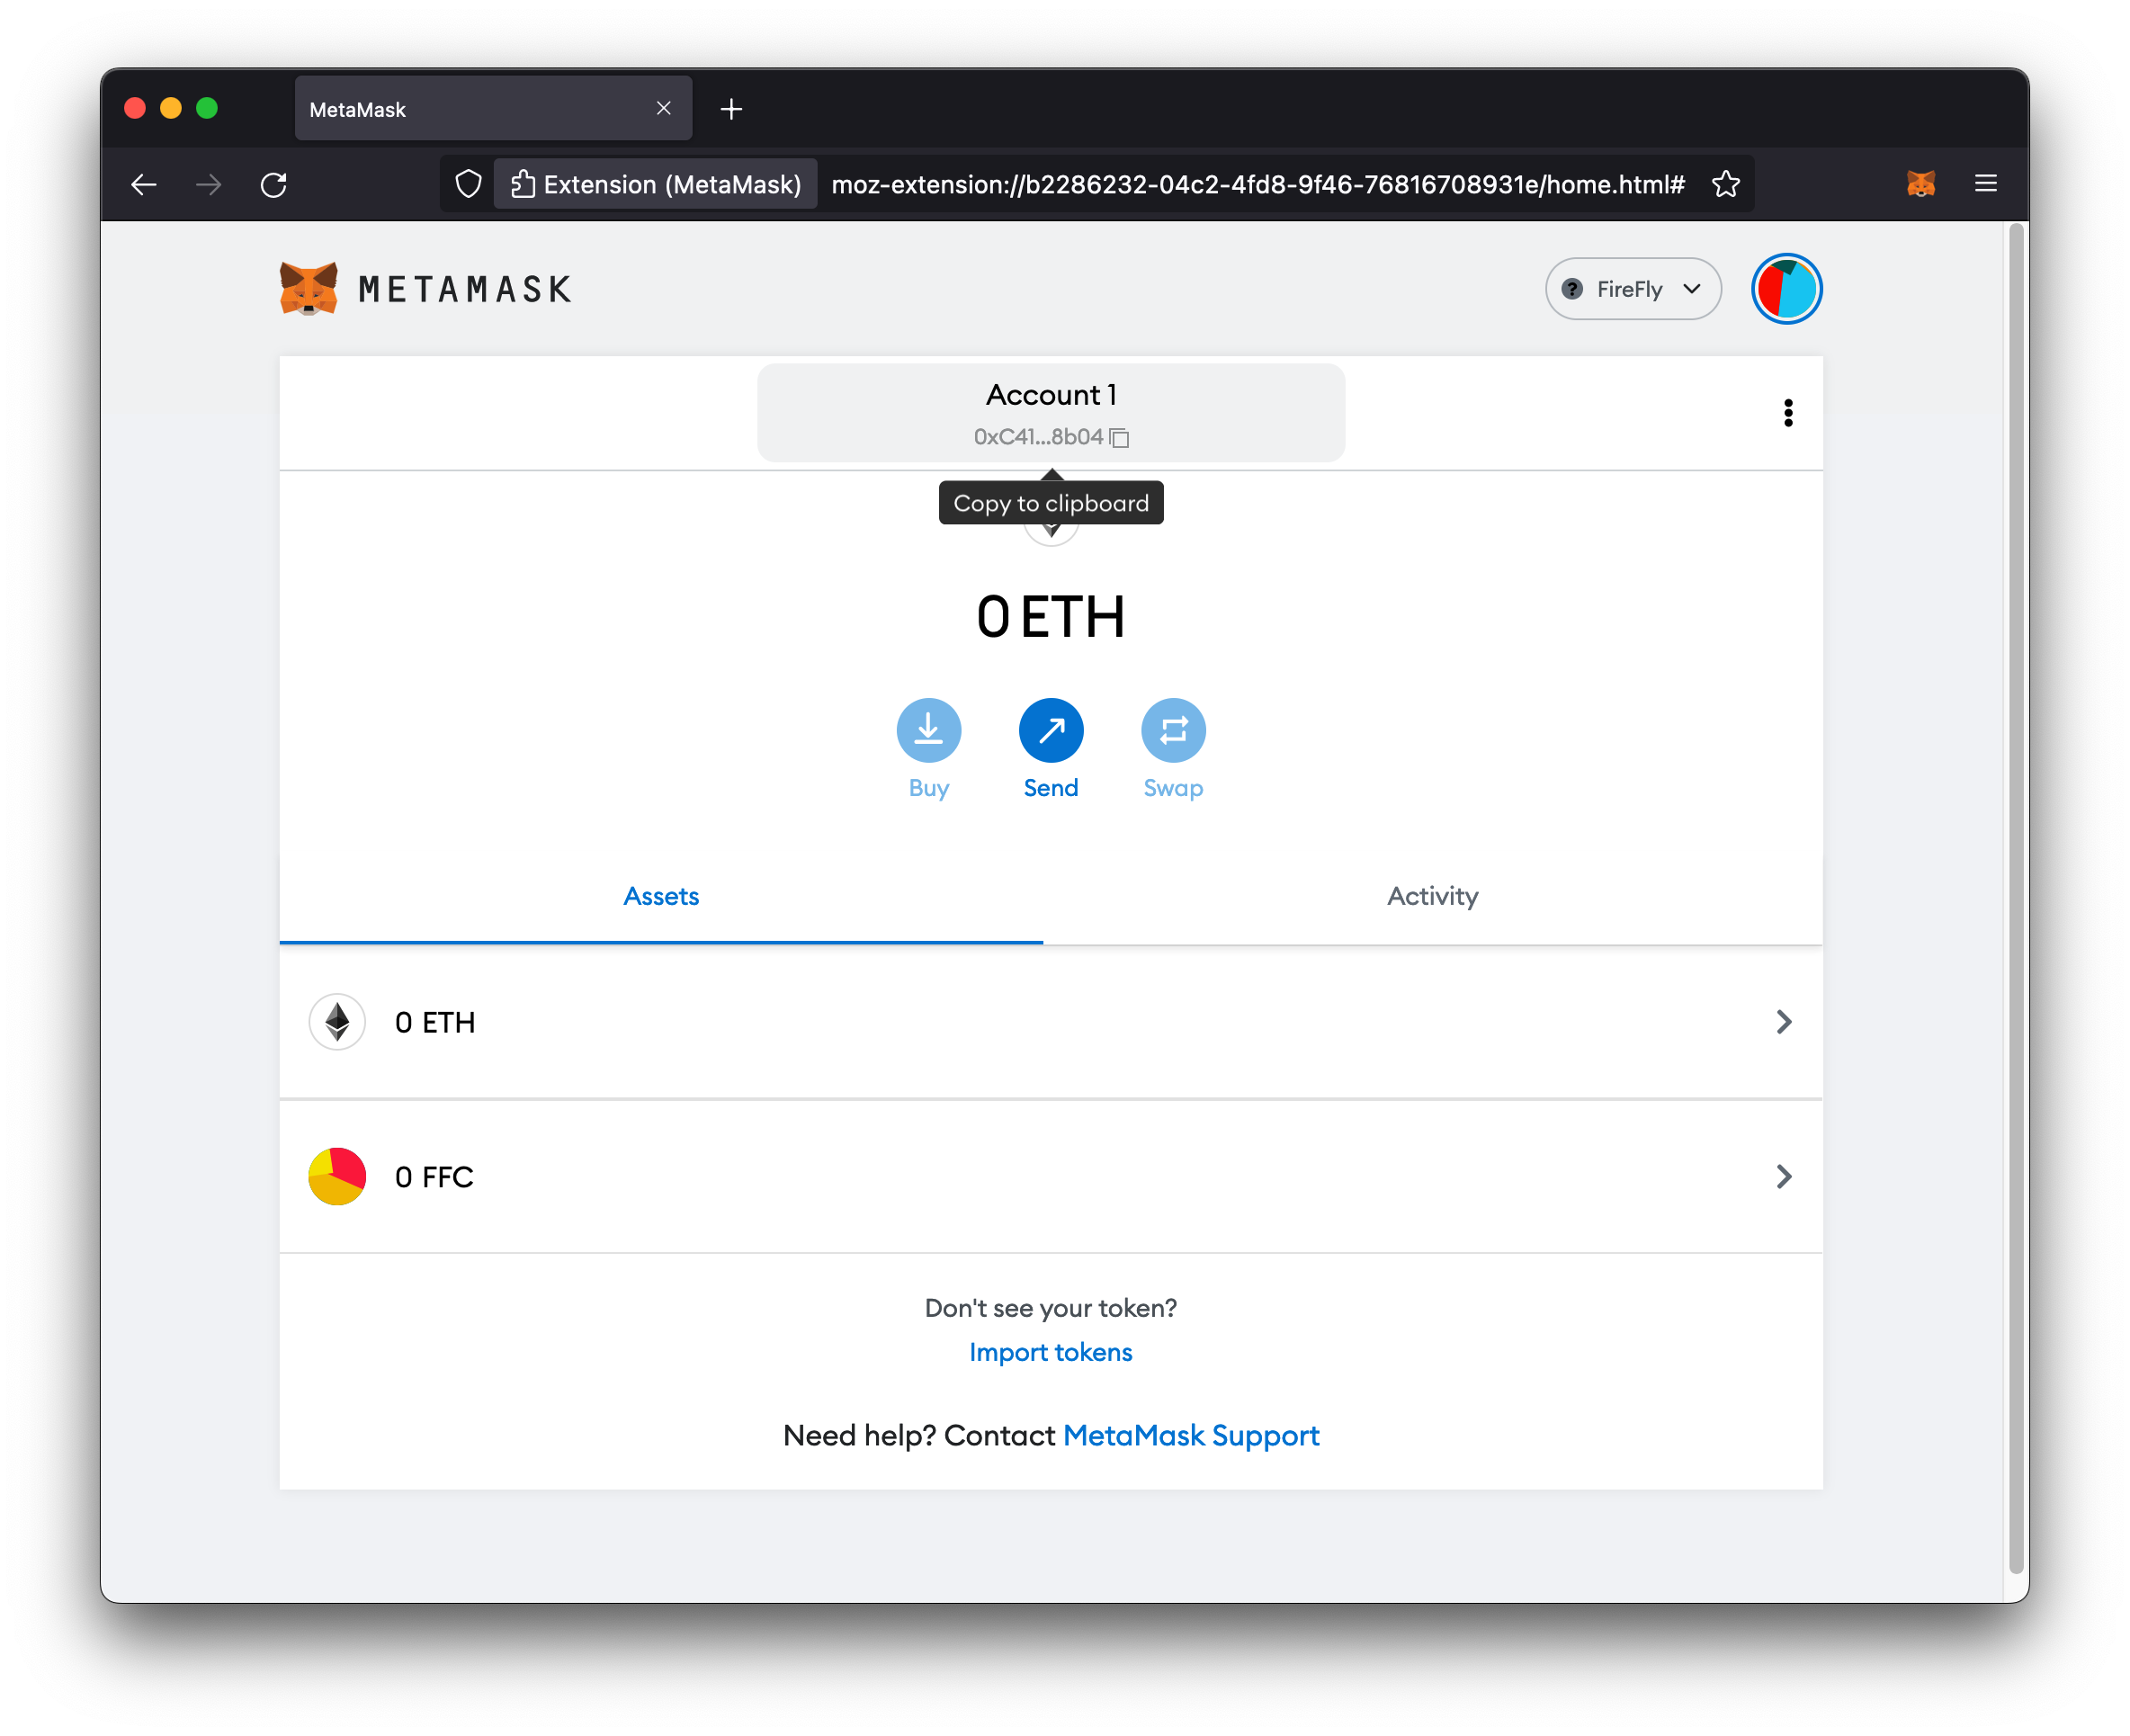 MetaMask
Extension (MetaMask) moz-extension://b2286232-04c2-4fd8-9f46-76816708931e/home.html#
METAMASK
? FireFly
Account 1
0xC41...8b04
Copy to clipboard
0 ETH
Buy Send Swap
Assets Activity
0 ETH
0 FFC
Don't see your token?
Import tokens
Need help? Contact MetaMask Support